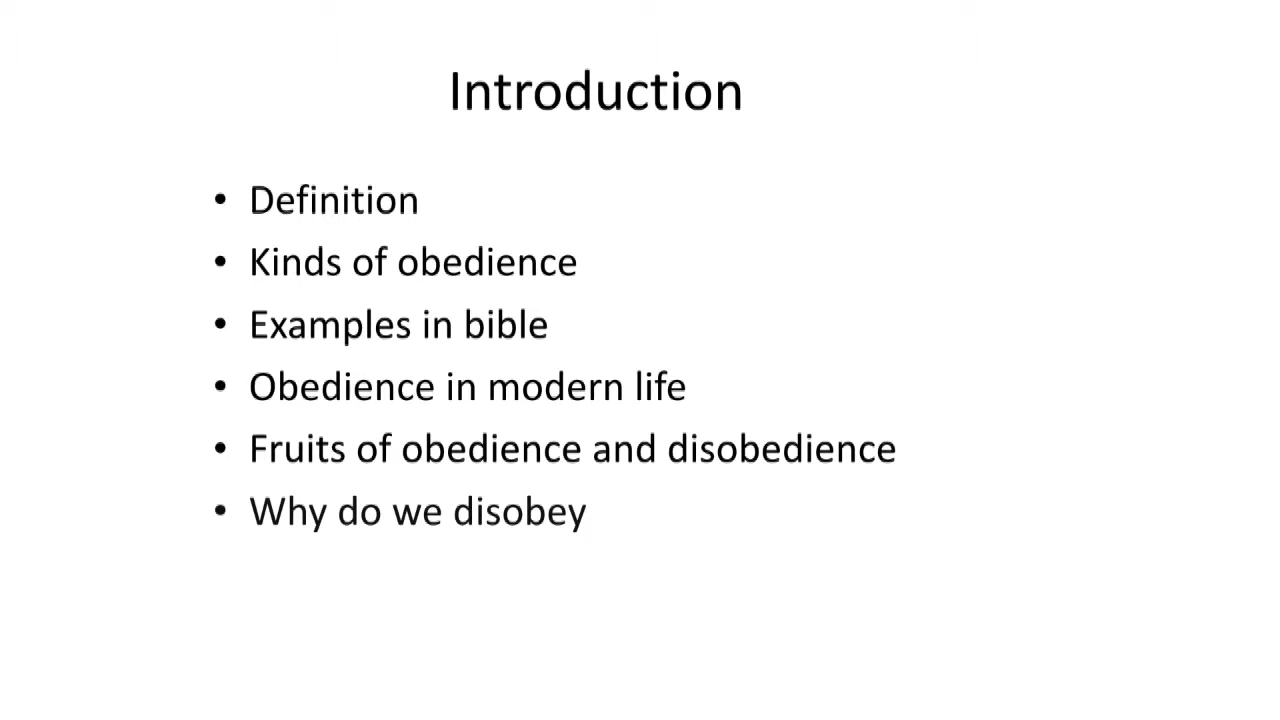 Introduction
• Definition
• Kinds of obedience
• Examples in bible
• Obedience in modern life
• Fruits of obedience and disobedience
• Why do we disobey